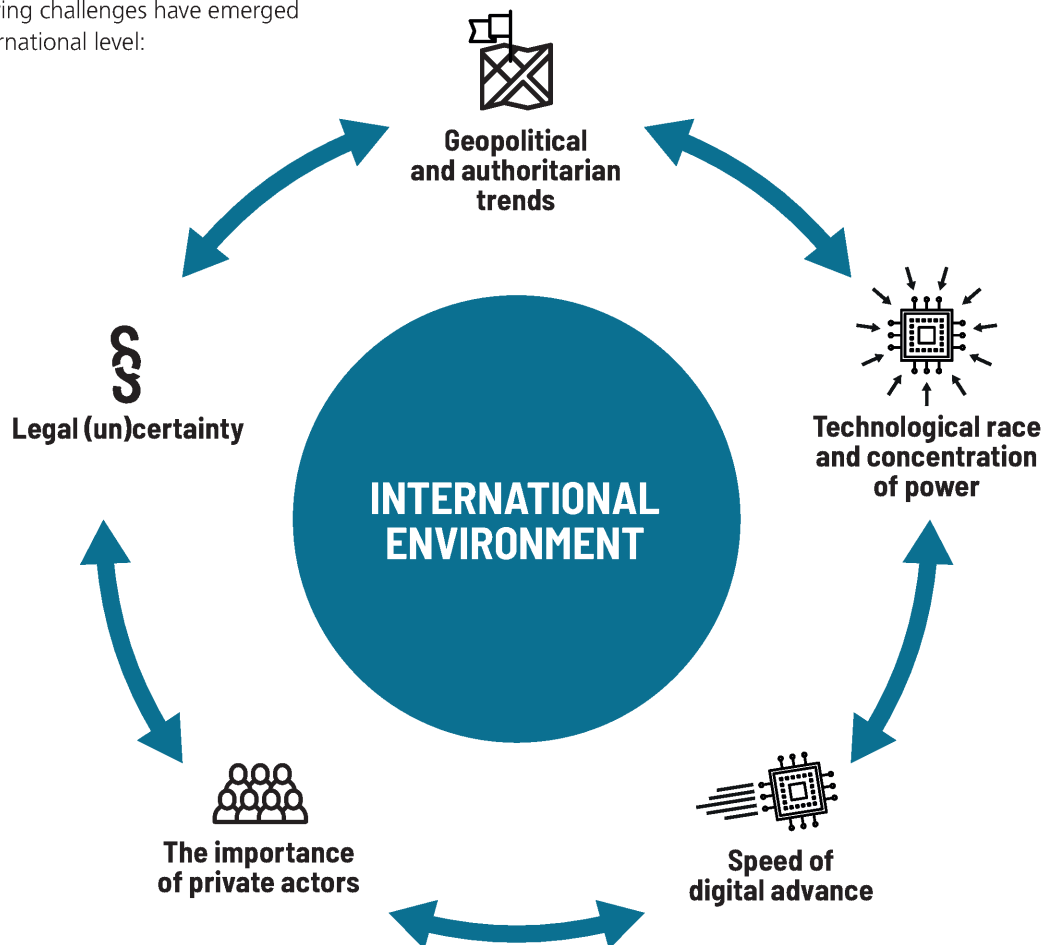 ing challenges have emerged
ernational level:
Geopolitical
and authoritarian
trends
Technological race
and concentration
of power
Legal (un)certainty
INTERNATIONAL
ENVIRONMENT
The importance
of private actors
Speed of
digital advance